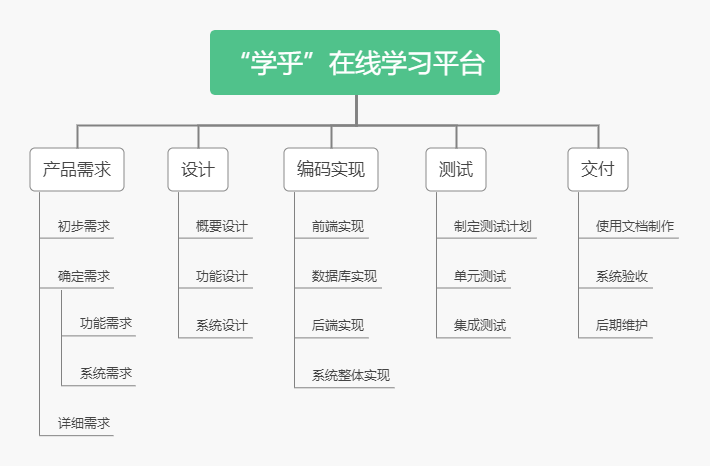 “学乎”在线学习平台
产品需求
初步需求
确定需求
功能需求
系统需求
详细需求
设计
概要设计
功能设计
系统设计
编码实现
前端实现
数据库实现
后端实现
系统整体实现
测试
制定测试计划
单元测试
集成测试
交付
使用文档制作
系统验收
后期维护